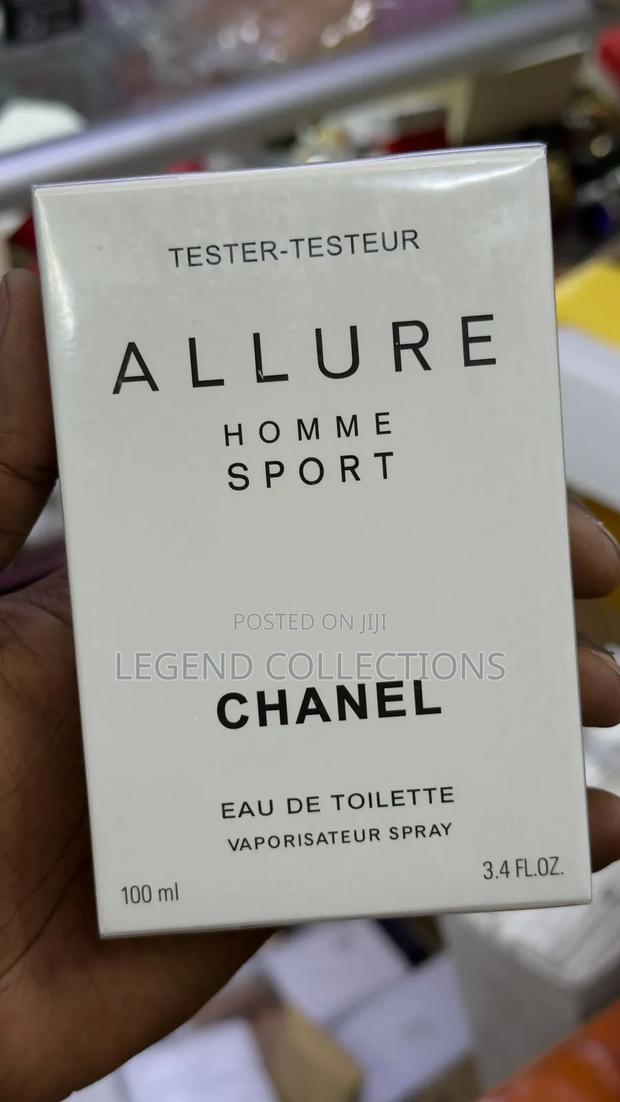 TESTER-TESTEUR
ALLURE
HOMME
SPORT
POSTED ON JIJI
LEGEND COLLECTIONS
CHANEL
EAU DE TOILETTE
VAPORISATEUR SPRAY
3.4 FL.OZ.
100 ml